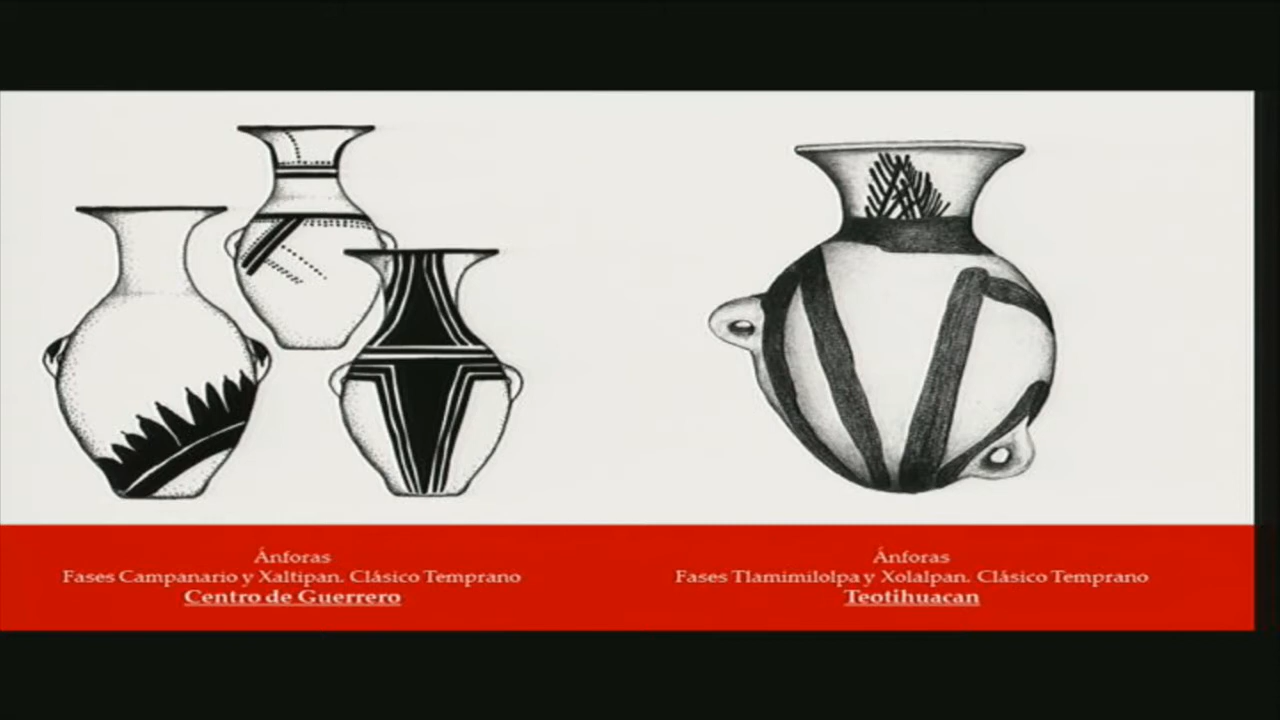 Ánforas
Fases Campanario y Xaltipan. Clásico Temprano
Centro de Guerrero
Ánforas
Fases Tlamimilolpa y Xolalpan. Clásico Temprano
Teotihuacan